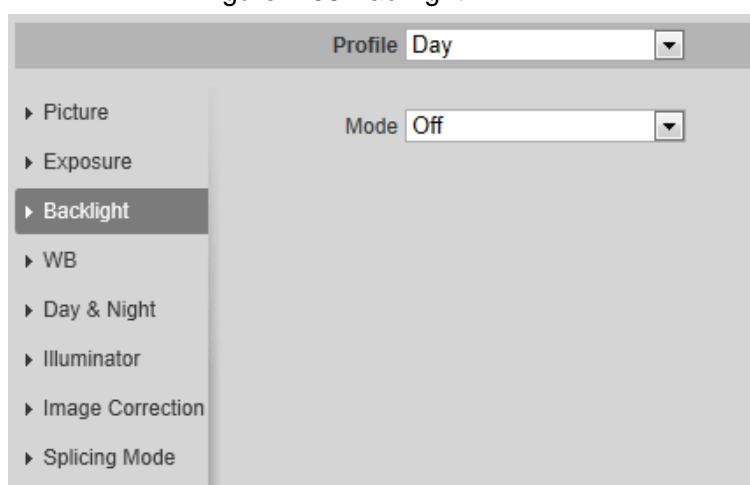 Profile Day
Mode Off
Picture
Exposure
Backlight
WB
Day & Night
Illuminator
Image Correction
Splicing Mode